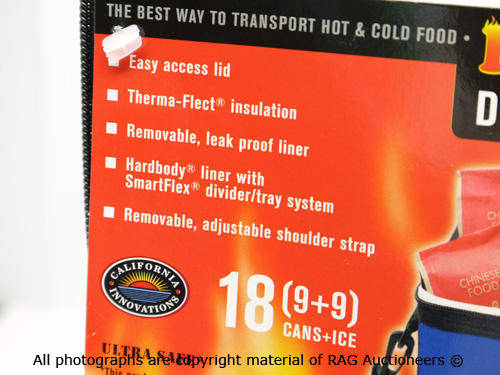 THE BEST WAY TO TRANSPORT HOT & COLD FOOD •
D
Easy access lid
Therma-Flect® insulation
Removable, leak proof liner
Hardbody® liner with
SmartFlex® divider/tray system
Removable, adjustable shoulder strap
CHINESE
FOOD
CALIFORNIA
INNOVATIONS
18 (9+9)
CANS+ICE
ULTRA SAFE
All photographs are copyright material of RAG Auctioneers ©